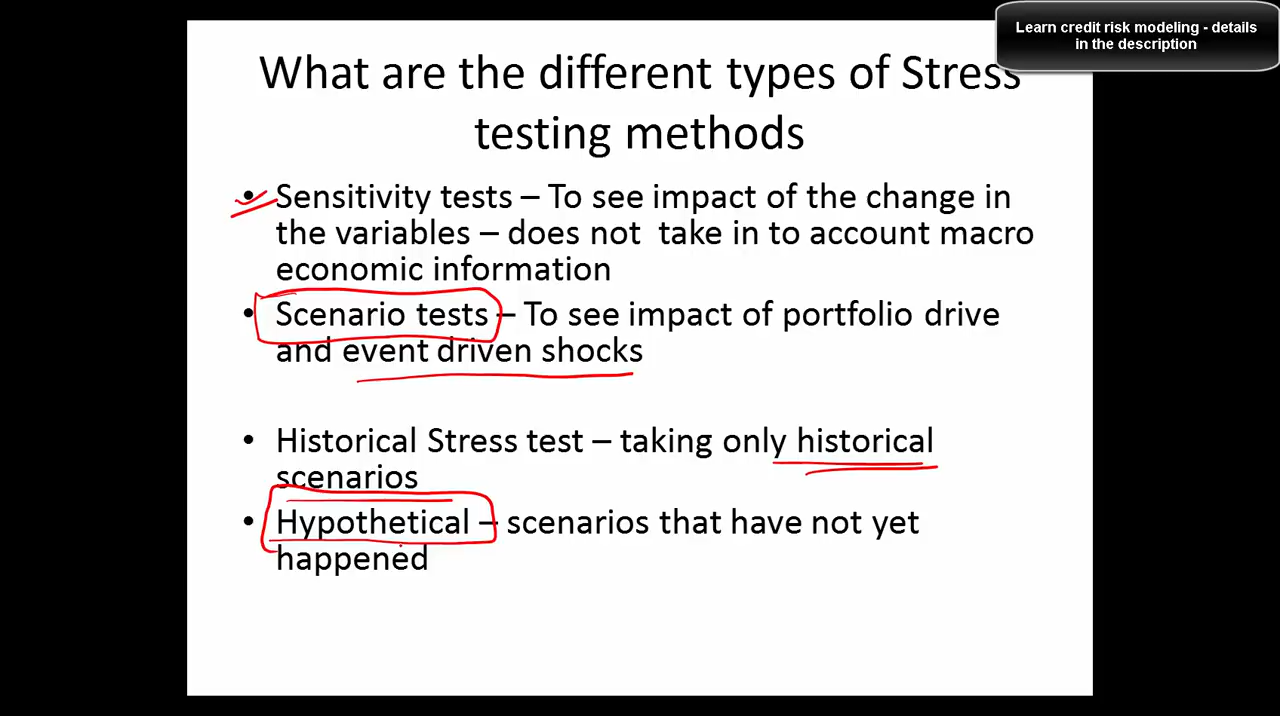 Learn credit risk modeling - details
in the description
What are the different types of Stress
testing methods
• Sensitivity tests – To see impact of the change in
the variables – does not take in to account macro
economic information
• Scenario tests – To see impact of portfolio drive
and event driven shocks
• Historical Stress test – taking only historical
scenarios
• Hypothetical – scenarios that have not yet
happened